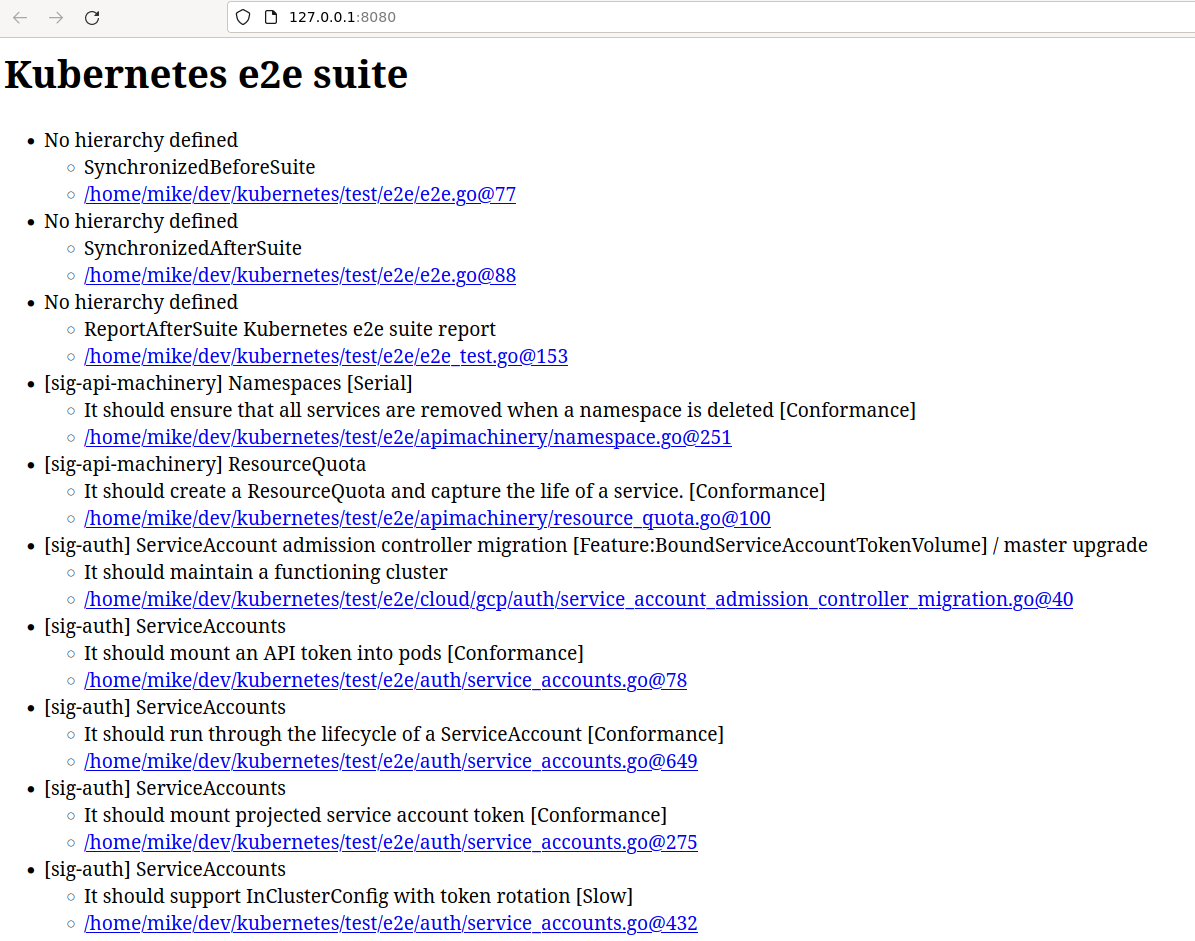 127.0.0.1:8080
Kubernetes e2e suite
No hierarchy defined
SynchronizedBeforeSuite
/home/mike/dev/kubernetes/test/e2e/e2e.go@77
No hierarchy defined
SynchronizedAfterSuite
/home/mike/dev/kubernetes/test/e2e/e2e.go@88
No hierarchy defined
ReportAfterSuite Kubernetes e2e suite report
/home/mike/dev/kubernetes/test/e2e/e2e_test.go@153
[sig-api-machinery] Namespaces [Serial]
It should ensure that all services are removed when a namespace is deleted [Conformance]
/home/mike/dev/kubernetes/test/e2e/apimachinery/namespace.go@251
[sig-api-machinery] ResourceQuota
It should create a ResourceQuota and capture the life of a service. [Conformance]
/home/mike/dev/kubernetes/test/e2e/apimachinery/resource_quota.go@100
[sig-auth] ServiceAccount admission controller migration [Feature:BoundServiceAccountTokenVolume] / master upgrade
It should maintain a functioning cluster
/home/mike/dev/kubernetes/test/e2e/cloud/gcp/auth/service_account_admission_controller_migration.go@40
[sig-auth] ServiceAccounts
It should mount an API token into pods [Conformance]
/home/mike/dev/kubernetes/test/e2e/auth/service_accounts.go@78
[sig-auth] ServiceAccounts
It should run through the lifecycle of a ServiceAccount [Conformance]
/home/mike/dev/kubernetes/test/e2e/auth/service_accounts.go@649
[sig-auth] ServiceAccounts
It should mount projected service account token [Conformance]
/home/mike/dev/kubernetes/test/e2e/auth/service_accounts.go@275
[sig-auth] ServiceAccounts
It should support InClusterConfig with token rotation [Slow]
/home/mike/dev/kubernetes/test/e2e/auth/service_accounts.go@432